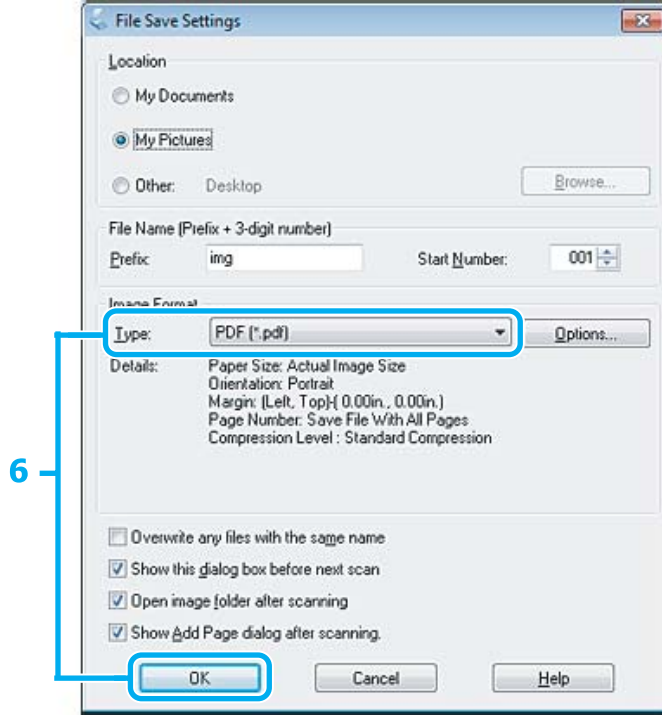 File Save Settings
Location
My Documents
My Pictures
Other: Desktop Browse...
File Name (Prefix + 3-digit number)
Prefix: img Start Number: 001
Image Format
Type: PDF (*.pdf) Options...
Details: Paper Size: Actual Image Size
Orientation: Portrait
Margin: (Left, Top)-( 0.00in., 0.00in.)
Page Number: Save File With All Pages
Compression Level : Standard Compression
6
Overwrite any files with the same name
Show this dialog box before next scan
Open image folder after scanning
Show Add Page dialog after scanning.
OK Cancel Help